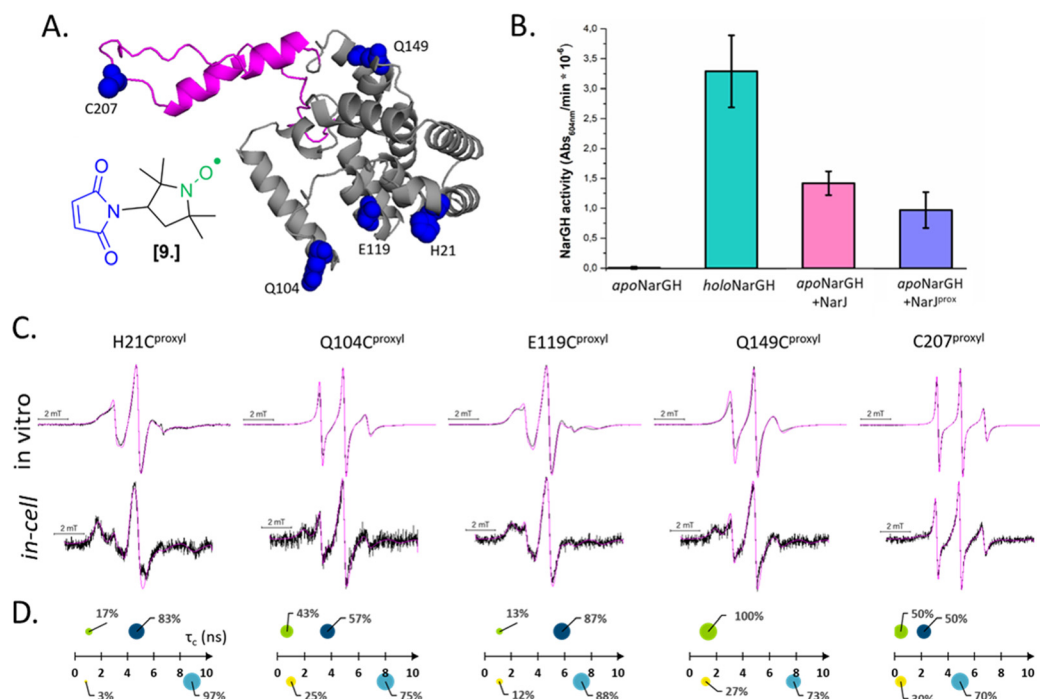 A.
Q149
C207
N
O•
O
N
O
[9.]
E119
H21
Q104
B.
NarGH activity (Abs604nm/min * 10-6)
4,0
3,5
3,0
2,5
2,0
1,5
1,0
0,5
0,0
apoNarGH
holoNarGH
apoNarGH
+NarJ
apoNarGH
+NarJprox
C.
H21Cproxyl
Q104Cproxyl
E119Cproxyl
Q149Cproxyl
C207proxyl
in vitro
2 mT
2 mT
2 mT
2 mT
2 mT
in-cell
2 mT
2 mT
2 mT
2 mT
2 mT
D.
17%
83%
τc (ns)
43%
57%
13%
87%
100%
50%
50%
0 2 4 6 8 10
0 2 4 6 8 10
0 2 4 6 8 10
0 2 4 6 8 10
0 2 4 6 8 10
3%
97%
25%
75%
12%
88%
27%
73%
30%
70%